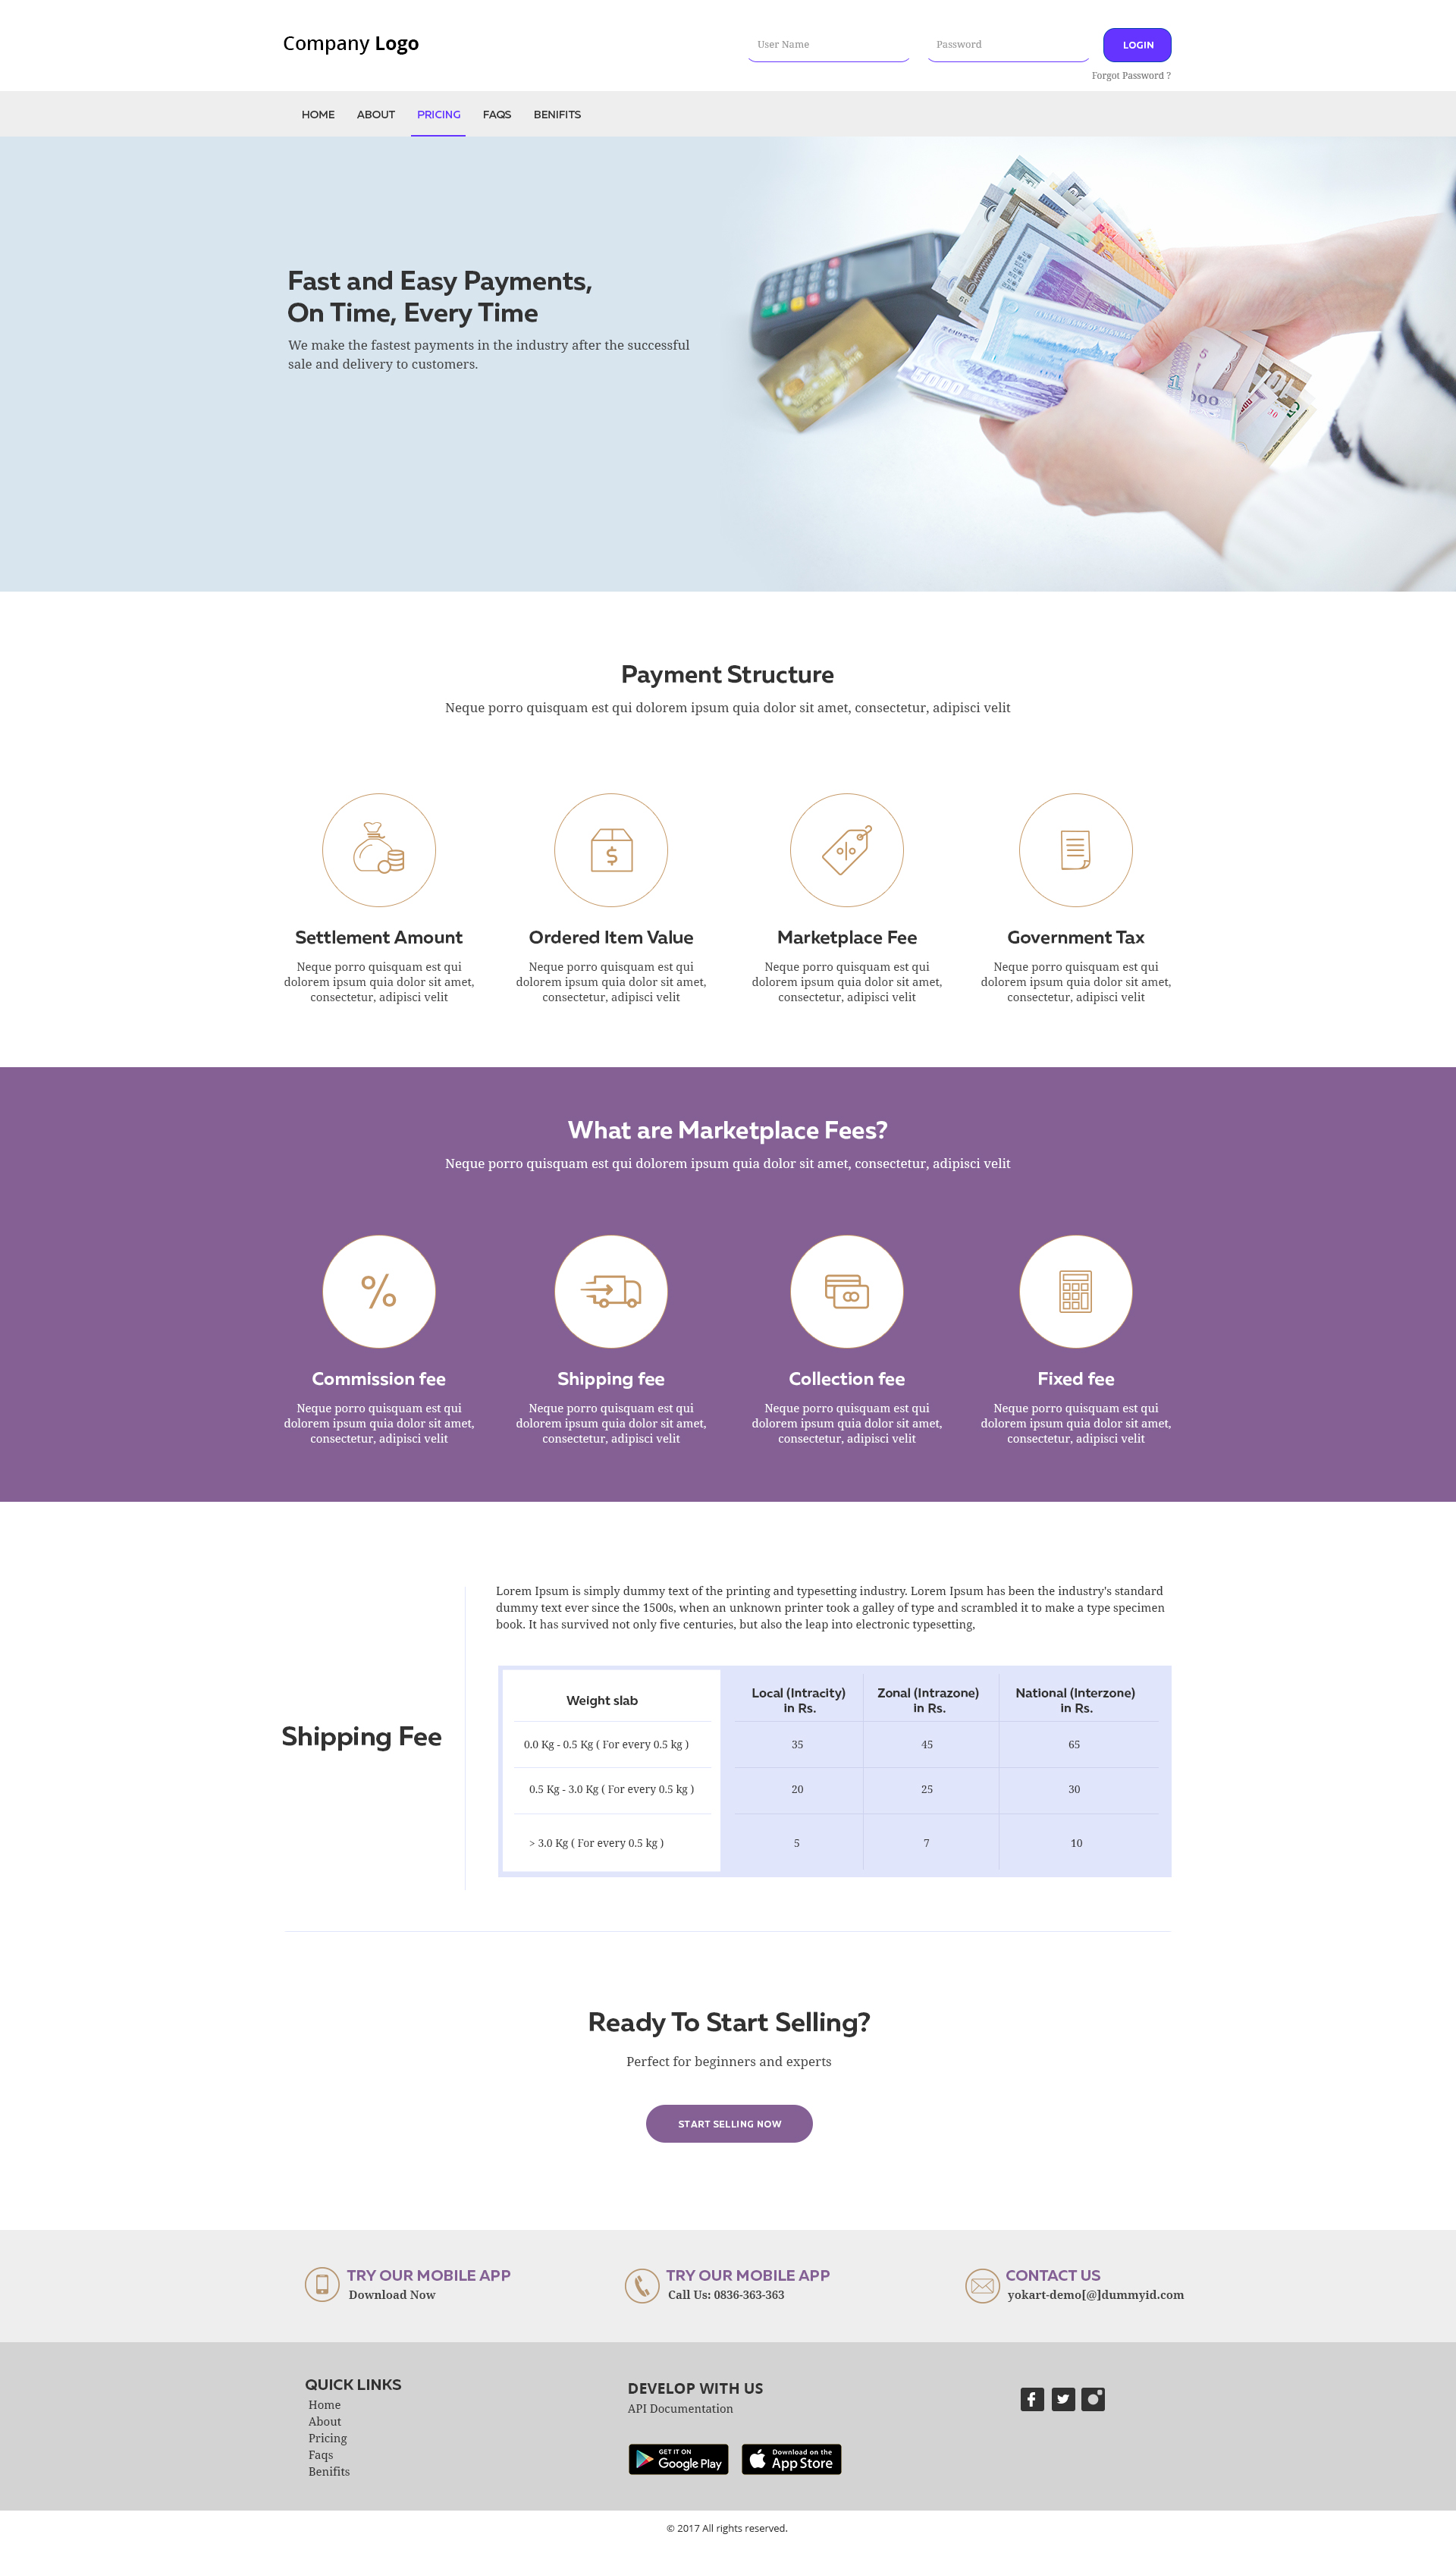 Company Logo
User Name
Password
LOGIN
Forgot Password ?
HOME
ABOUT
PRICING
FAQS
BENIFITS
Fast and Easy Payments,
On Time, Every Time
We make the fastest payments in the industry after the successful
sale and delivery to customers.
5000
Payment Structure
Neque porro quisquam est qui dolorem ipsum quia dolor sit amet, consectetur, adipisci velit
Settlement Amount
Neque porro quisquam est qui
dolorem ipsum quia dolor sit amet,
consectetur, adipisci velit
Ordered Item Value
Neque porro quisquam est qui
dolorem ipsum quia dolor sit amet,
consectetur, adipisci velit
Marketplace Fee
Neque porro quisquam est qui
dolorem ipsum quia dolor sit amet,
consectetur, adipisci velit
Government Tax
Neque porro quisquam est qui
dolorem ipsum quia dolor sit amet,
consectetur, adipisci velit
What are Marketplace Fees?
Neque porro quisquam est qui dolorem ipsum quia dolor sit amet, consectetur, adipisci velit
Commission fee
Neque porro quisquam est qui
dolorem ipsum quia dolor sit amet,
consectetur, adipisci velit
Shipping fee
Neque porro quisquam est qui
dolorem ipsum quia dolor sit amet,
consectetur, adipisci velit
Collection fee
Neque porro quisquam est qui
dolorem ipsum quia dolor sit amet,
consectetur, adipisci velit
Fixed fee
Neque porro quisquam est qui
dolorem ipsum quia dolor sit amet,
consectetur, adipisci velit
Shipping Fee
Lorem Ipsum is simply dummy text of the printing and typesetting industry. Lorem Ipsum has been the industry's standard
dummy text ever since the 1500s, when an unknown printer took a galley of type and scrambled it to make a type specimen
book. It has survived not only five centuries, but also the leap into electronic typesetting,
Weight slab
Local (Intracity)
in Rs.
Zonal (Intrazone)
in Rs.
National (Interzone)
in Rs.
0.0 Kg - 0.5 Kg ( For every 0.5 kg )
35
45
65
0.5 Kg - 3.0 Kg ( For every 0.5 kg )
20
25
30
> 3.0 Kg ( For every 0.5 kg )
5
7
10
Ready To Start Selling?
Perfect for beginners and experts
START SELLING NOW
TRY OUR MOBILE APP
Download Now
TRY OUR MOBILE APP
Call Us: 0836-363-363
CONTACT US
yokart-demo[@]dummyid.com
QUICK LINKS
Home
About
Pricing
Faqs
Benifits
DEVELOP WITH US
API Documentation
GET IT ON
Google Play
Download on the
App Store
© 2017 All rights reserved.